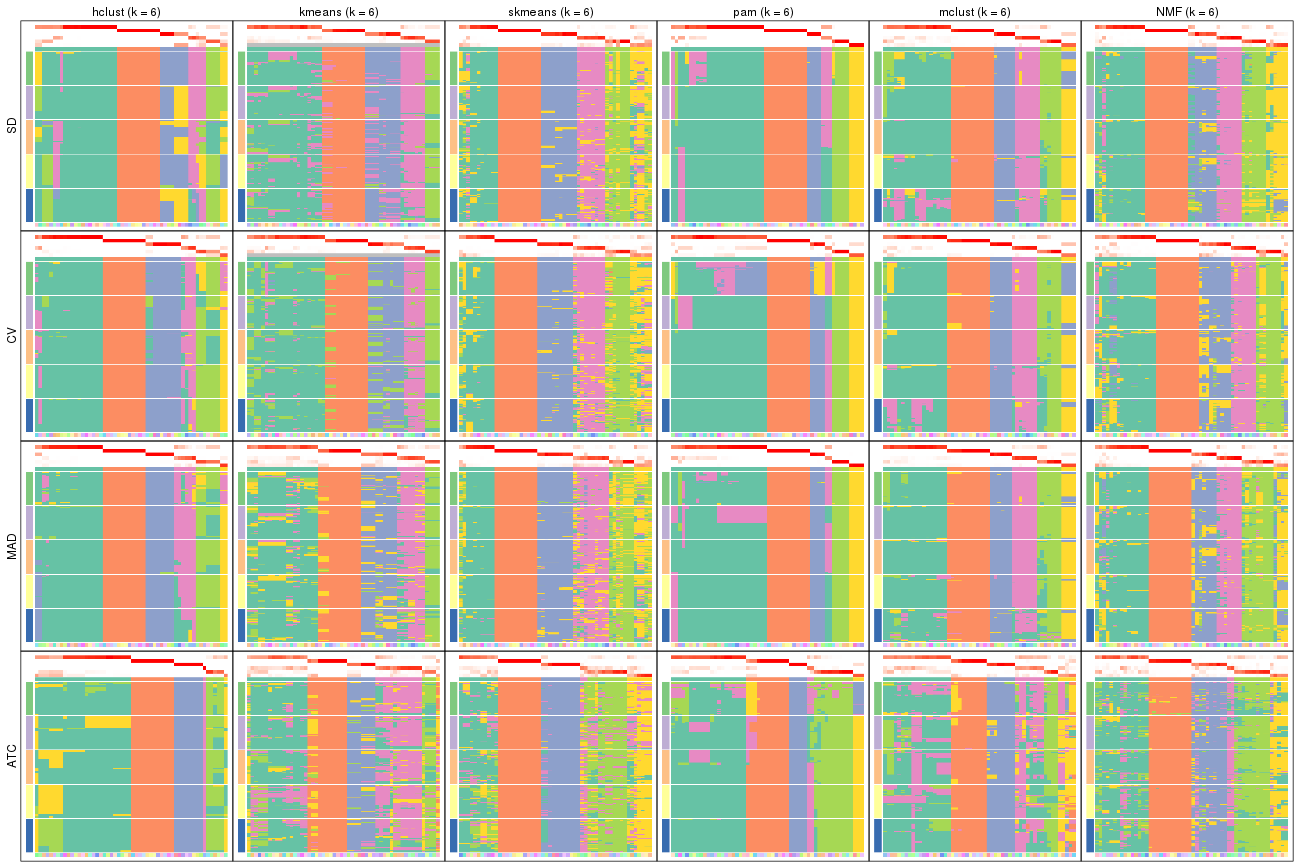 hclust (k = 6) kmeans (k = 6) skmeans (k = 6) pam (k = 6) mclust (k = 6) NMF (k = 6)
SD
CV
MAD
ATC